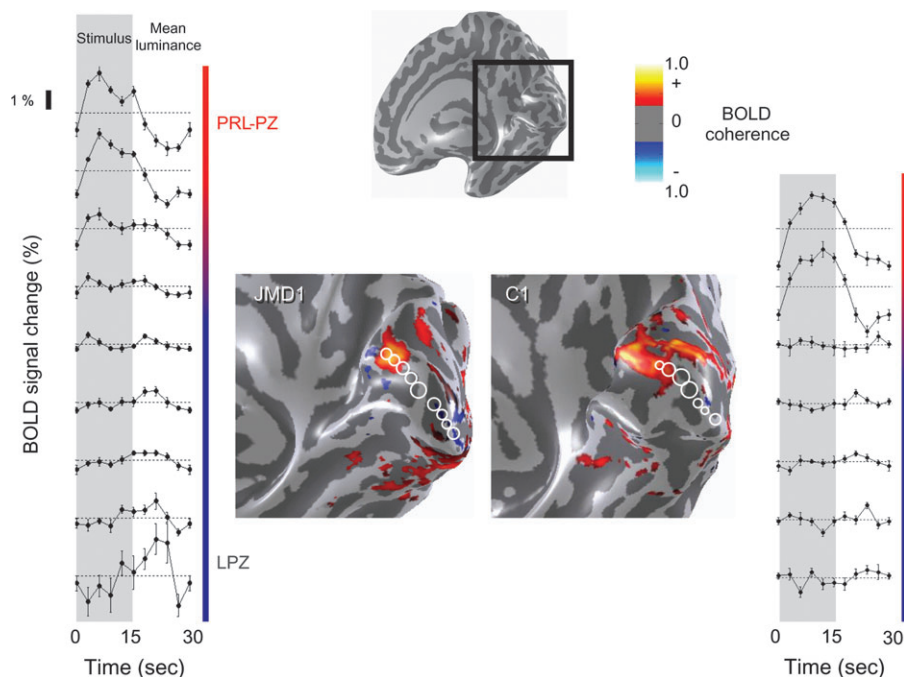 Stimulus
Mean
luminance
1 %
PRL-PZ
BOLD signal change (%)
LPZ
0
15
30
Time (sec)
1.0
+
0
-
1.0
BOLD
coherence
JMD1
C1
0
15
30
Time (sec)